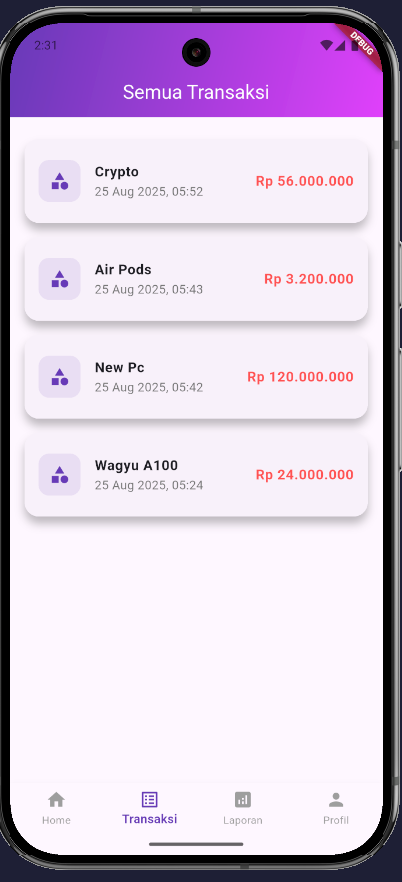 2:31
DEBUG
Semua Transaksi
Crypto
25 Aug 2025, 05:52
Rp 56.000.000
Air Pods
25 Aug 2025, 05:43
Rp 3.200.000
New Pc
25 Aug 2025, 05:42
Rp 120.000.000
Wagyu A100
25 Aug 2025, 05:24
Rp 24.000.000
Home
Transaksi
Laporan
Profil